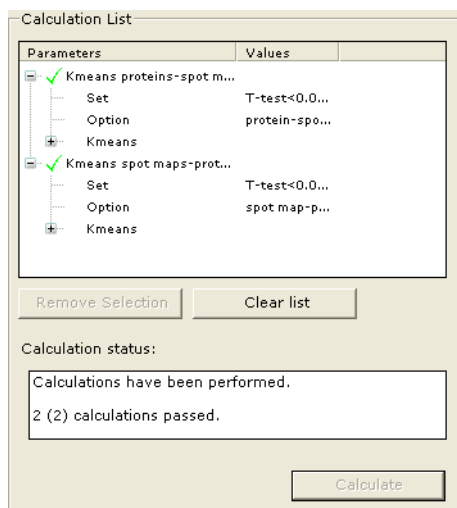 Calculation List
Parameters Values
Kmeans proteins-spot m...
Set T-test<0.0...
Option protein-spo...
Kmeans
Kmeans spot maps-prot...
Set T-test<0.0...
Option spot map-p...
Kmeans
Remove Selection Clear list
Calculation status:
Calculations have been performed.
2 (2) calculations passed.
Calculate